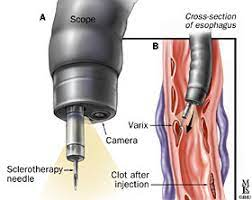 A
Scope
Camera
Sclerotherapy
needle
Cross-section
of esophagus
B
Varix
Clot after
injection